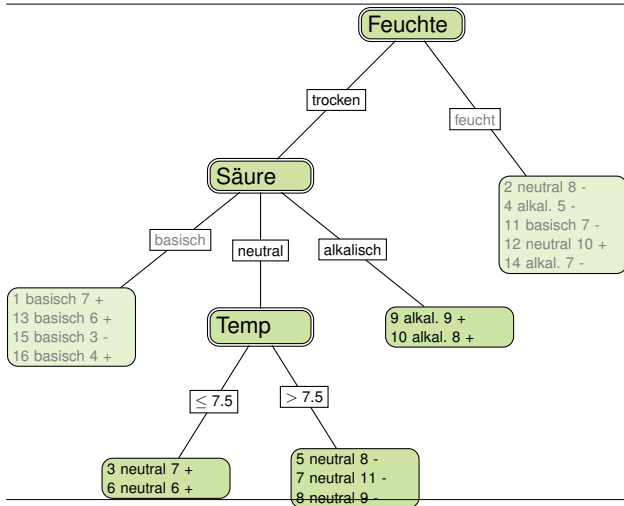 Feuchte
trocken
feucht
Säure
2 neutral 8 -
4 alkal. 5 -
11 basisch 7 -
12 neutral 10 +
14 alkal. 7 -
basisch
neutral
alkalisch
1 basisch 7 +
13 basisch 6 +
15 basisch 3 -
16 basisch 4 +
Temp
9 alkal. 9 +
10 alkal. 8 +
≤ 7.5
> 7.5
3 neutral 7 +
6 neutral 6 +
5 neutral 8 -
7 neutral 11 -
8 neutral 9 -